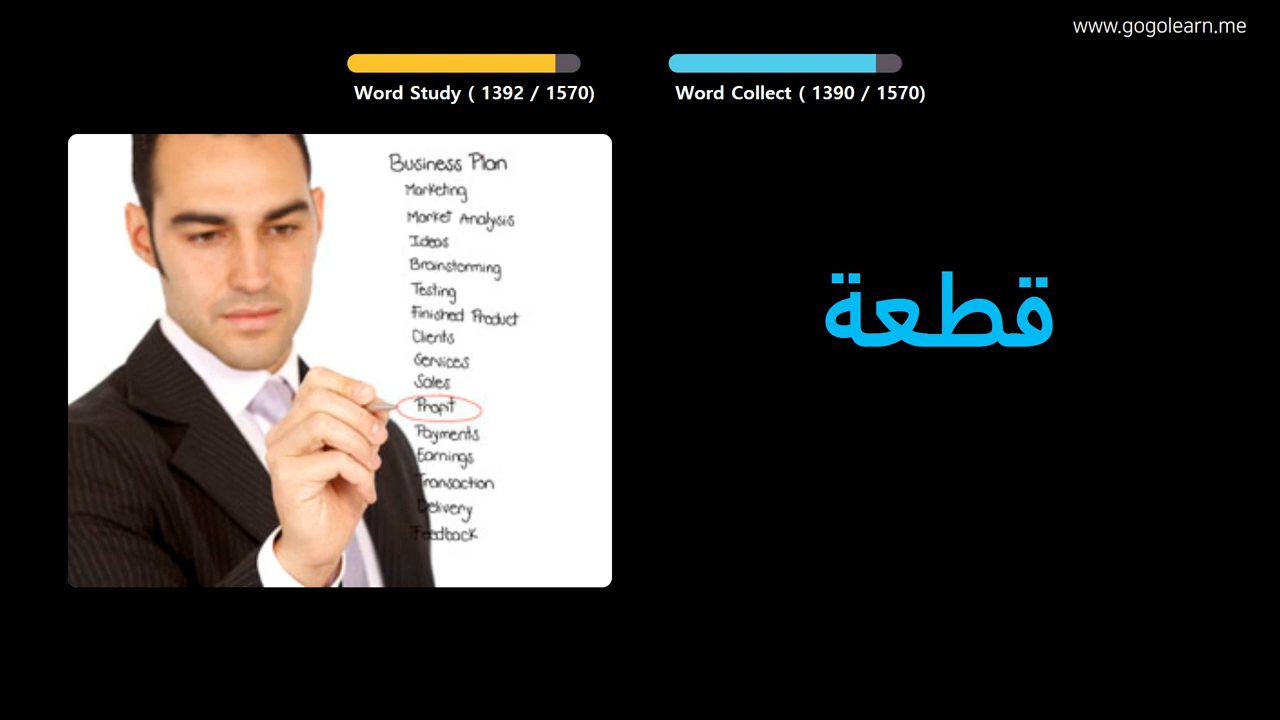 www.gogolearn.me
Word Study ( 1392 / 1570)
Word Collect ( 1390 / 1570)
Business Plan
Marketing
Market Analysis
Ideas
Brainstorming
Testing
Finished Product
Clients
Services
Sales
Profit
Payments
Earnings
Transaction
Delivery
Feedback
قطعة